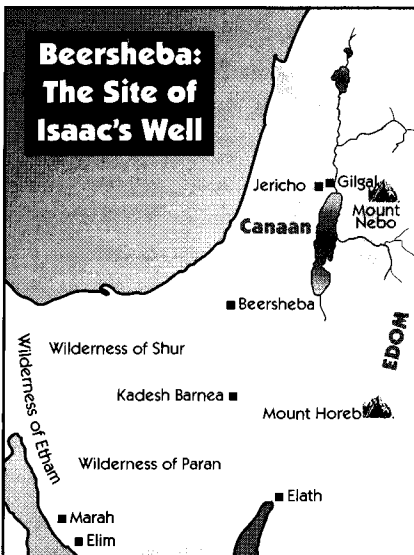 Beersheba:
The Site of
Isaac's Well
Jericho
Gilgal
Mount
Nebo
Canaan
Beersheba
EDOM
Wilderness of Shur
Wilderness of Etham
Kadesh Barnea
Mount Horeb
Wilderness of Paran
Elath
Marah
Elim